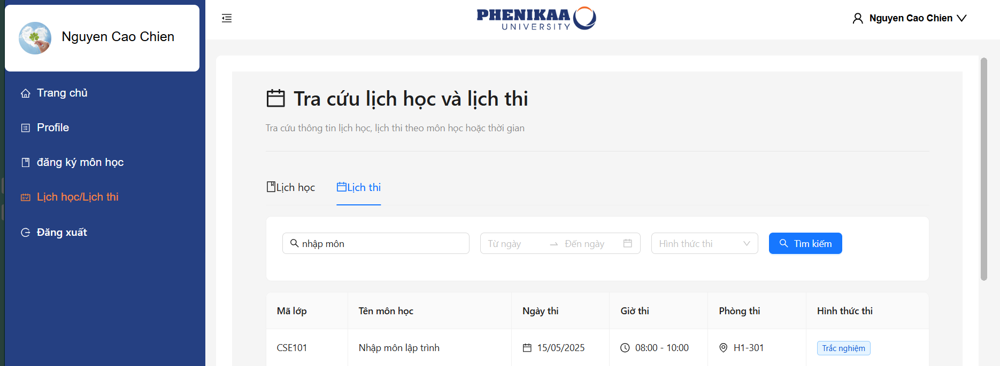 Nguyen Cao Chien
Trang chủ
Profile
đăng ký môn học
Lịch học/Lịch thi
Đăng xuất
PHENIKAA
UNIVERSITY
Nguyen Cao Chien
Tra cứu lịch học và lịch thi
Tra cứu thông tin lịch học, lịch thi theo môn học hoặc thời gian
Lịch học Lịch thi
nhập môn Từ ngày Đến ngày Hình thức thi Tìm kiếm
Mã lớp Tên môn học Ngày thi Giờ thi Phòng thi Hình thức thi
CSE101 Nhập môn lập trình 15/05/2025 08:00 - 10:00 H1-301 Trắc nghiệm